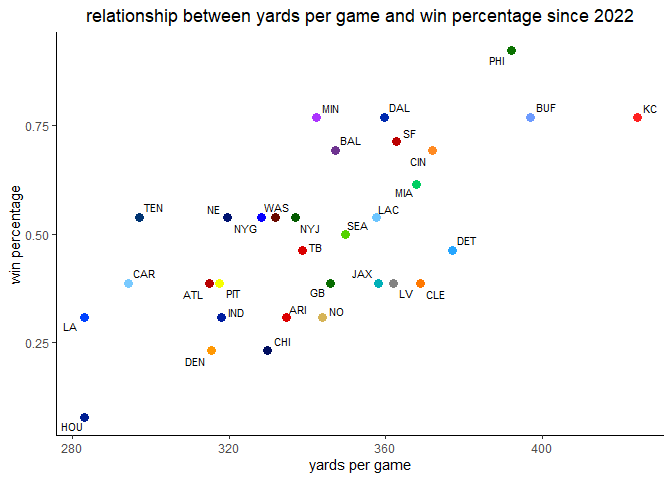 relationship between yards per game and win percentage since 2022
PHI
MIN
DAL
BUF
KC
0.75
BAL
SF
CIN
MIA
TEN
NE
WAS
LAC
NYG
NYJ
SEA
win percentage
0.50
TB
DET
CAR
JAX
ATL
PIT
GB
LV
CLE
LA
IND
ARI
NO
0.25
CHI
DEN
HOU
280
320
360
400
yards per game